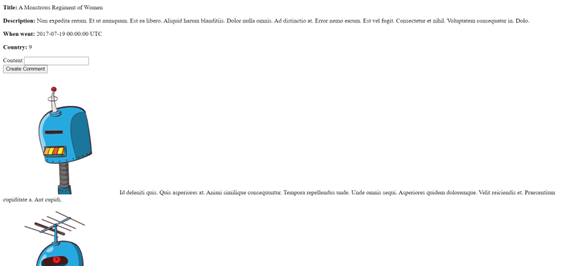 Title: A Monstrous Regiment of Women
Description: Non expedita rerum. Et ut numquam. Est ea libero. Aliquid harum blanditiis. Dolor nulla omnis. Ad distinctio et. Error nemo earum. Est vel fugit. Consectetur et nihil. Voluptatem consequatur in. Dolo.
When went: 2017-07-19 00:00:00 UTC
Country: 9
Content
Create Comment
Id deleniti quis. Quis asperiores at. Animi similique consequuntur. Tempora repellendus unde. Unde omnis sequi. Asperiores quidem doloremque. Velit reiciendis et. Praesentium
cupiditate a. Aut cupidi.